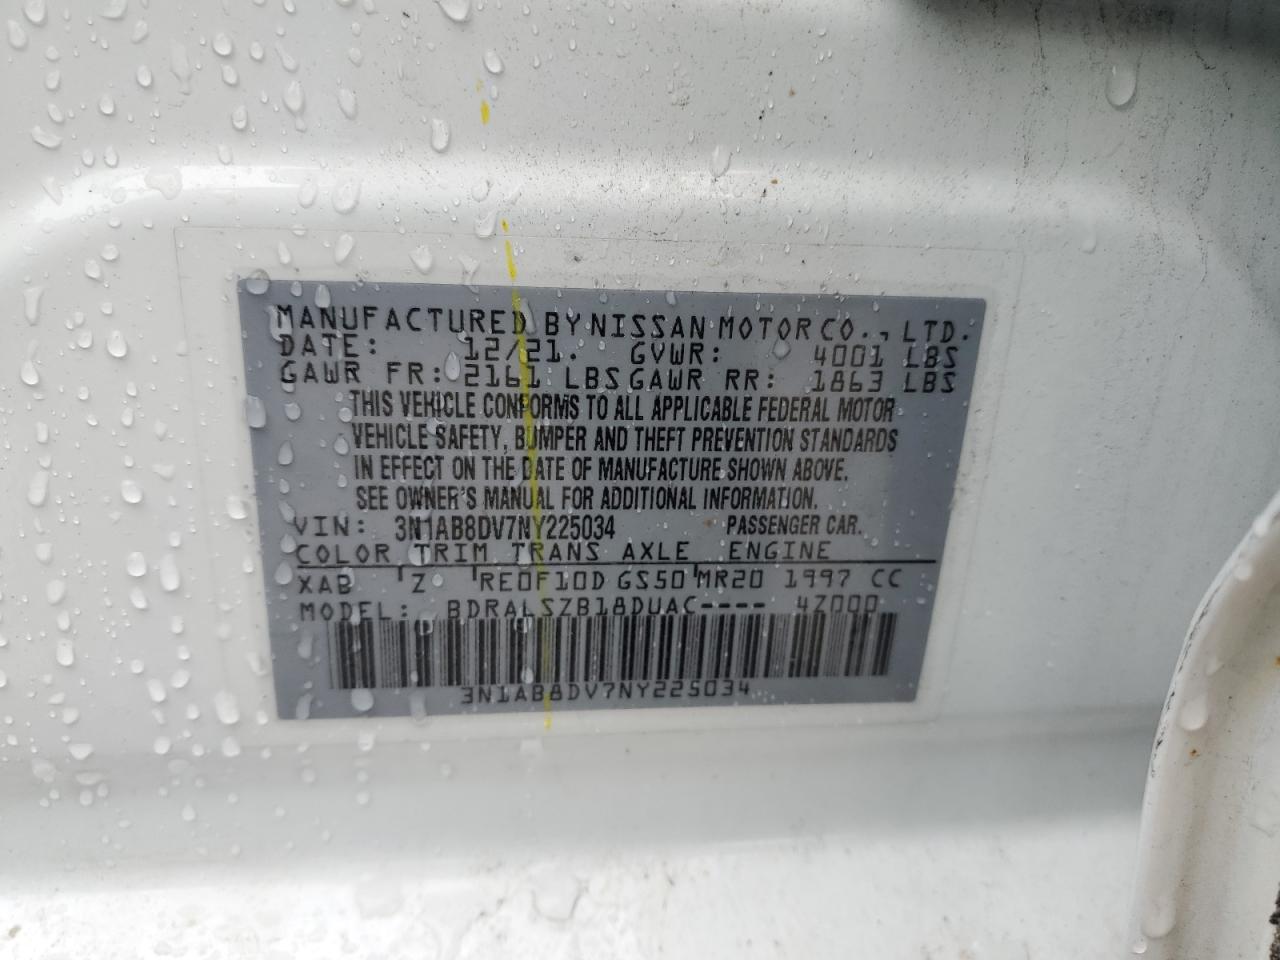 MANUFACTURED BY NISSAN MOTOR CO., LTD.
DATE: 12/21. GVWR: 4001 LBS
GAWR FR: 2161 LBS GAWR RR: 1863 LBS
THIS VEHICLE CONFORMS TO ALL APPLICABLE FEDERAL MOTOR
VEHICLE SAFETY, BUMPER AND THEFT PREVENTION STANDARDS
IN EFFECT ON THE DATE OF MANUFACTURE SHOWN ABOVE.
SEE OWNER'S MANUAL FOR ADDITIONAL INFORMATION.
VIN: 3N1AB8DV7NY225034 PASSENGER CAR.
COLOR TRIM TRANS AXLE ENGINE
XAB Z RE0F10D GS50 MR20 1997 CC
MODEL: BDRALSZB18DUAC---- 4Z000
3N1AB8DV7NY225034